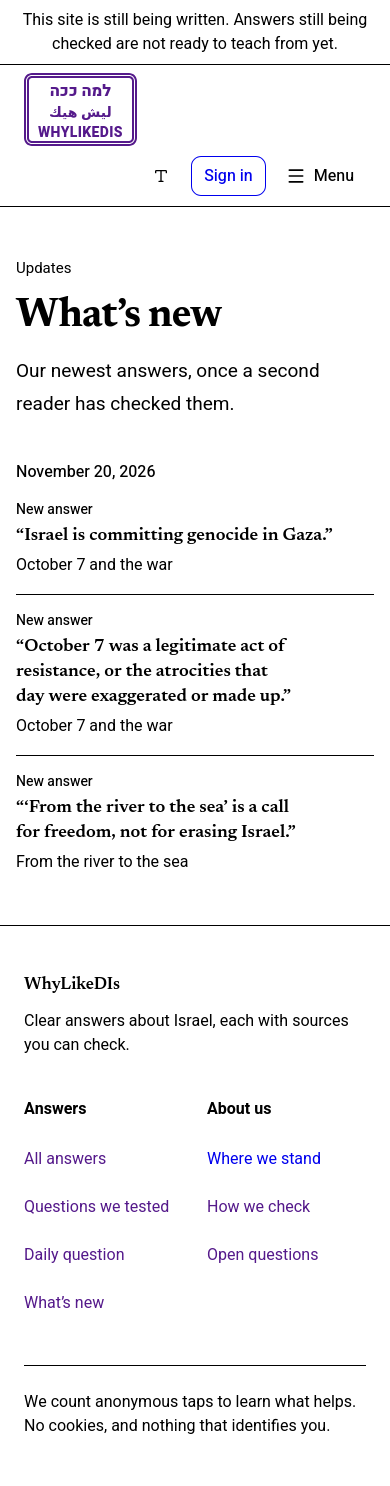 This site is still being written. Answers still being
checked are not ready to teach from yet.
למה ככה
ليش هيك
WHYLIKEDIS
T
Sign in
Menu
Updates
What’s new
Our newest answers, once a second
reader has checked them.
November 20, 2026
New answer
“Israel is committing genocide in Gaza.”
October 7 and the war
New answer
“October 7 was a legitimate act of
resistance, or the atrocities that
day were exaggerated or made up.”
October 7 and the war
New answer
“‘From the river to the sea’ is a call
for freedom, not for erasing Israel.”
From the river to the sea
WhyLikeDIs
Clear answers about Israel, each with sources
you can check.
Answers
All answers
Questions we tested
Daily question
What’s new
About us
Where we stand
How we check
Open questions
We count anonymous taps to learn what helps.
No cookies, and nothing that identifies you.